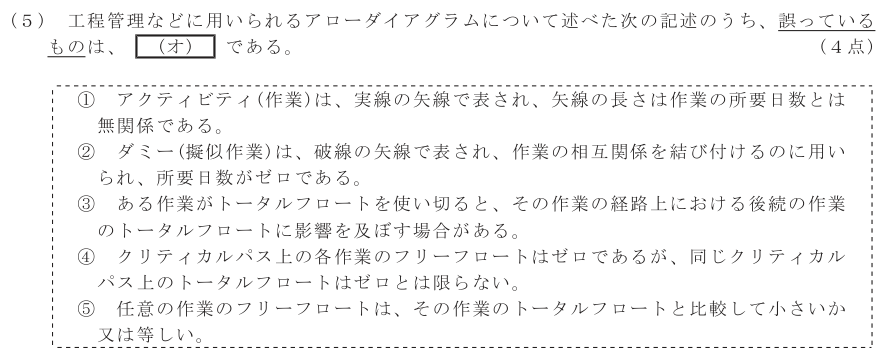 (5) 工程管理などに用いられるアローダイアグラムについて述べた次の記述のうち、誤っている
ものは、 (オ) である。 (4点)
① アクティビティ(作業)は、実線の矢線で表され、矢線の長さは作業の所要日数とは
無関係である。
② ダミー(擬似作業)は、破線の矢線で表され、作業の相互関係を結び付けるのに用い
られ、所要日数がゼロである。
③ ある作業がトータルフロートを使い切ると、その作業の経路上における後続の作業
のトータルフロートに影響を及ぼす場合がある。
④ クリティカルパス上の各作業のフリーフロートはゼロであるが、同じクリティカル
パス上のトータルフロートはゼロとは限らない。
⑤ 任意の作業のフリーフロートは、その作業のトータルフロートと比較して小さいか
又は等しい。